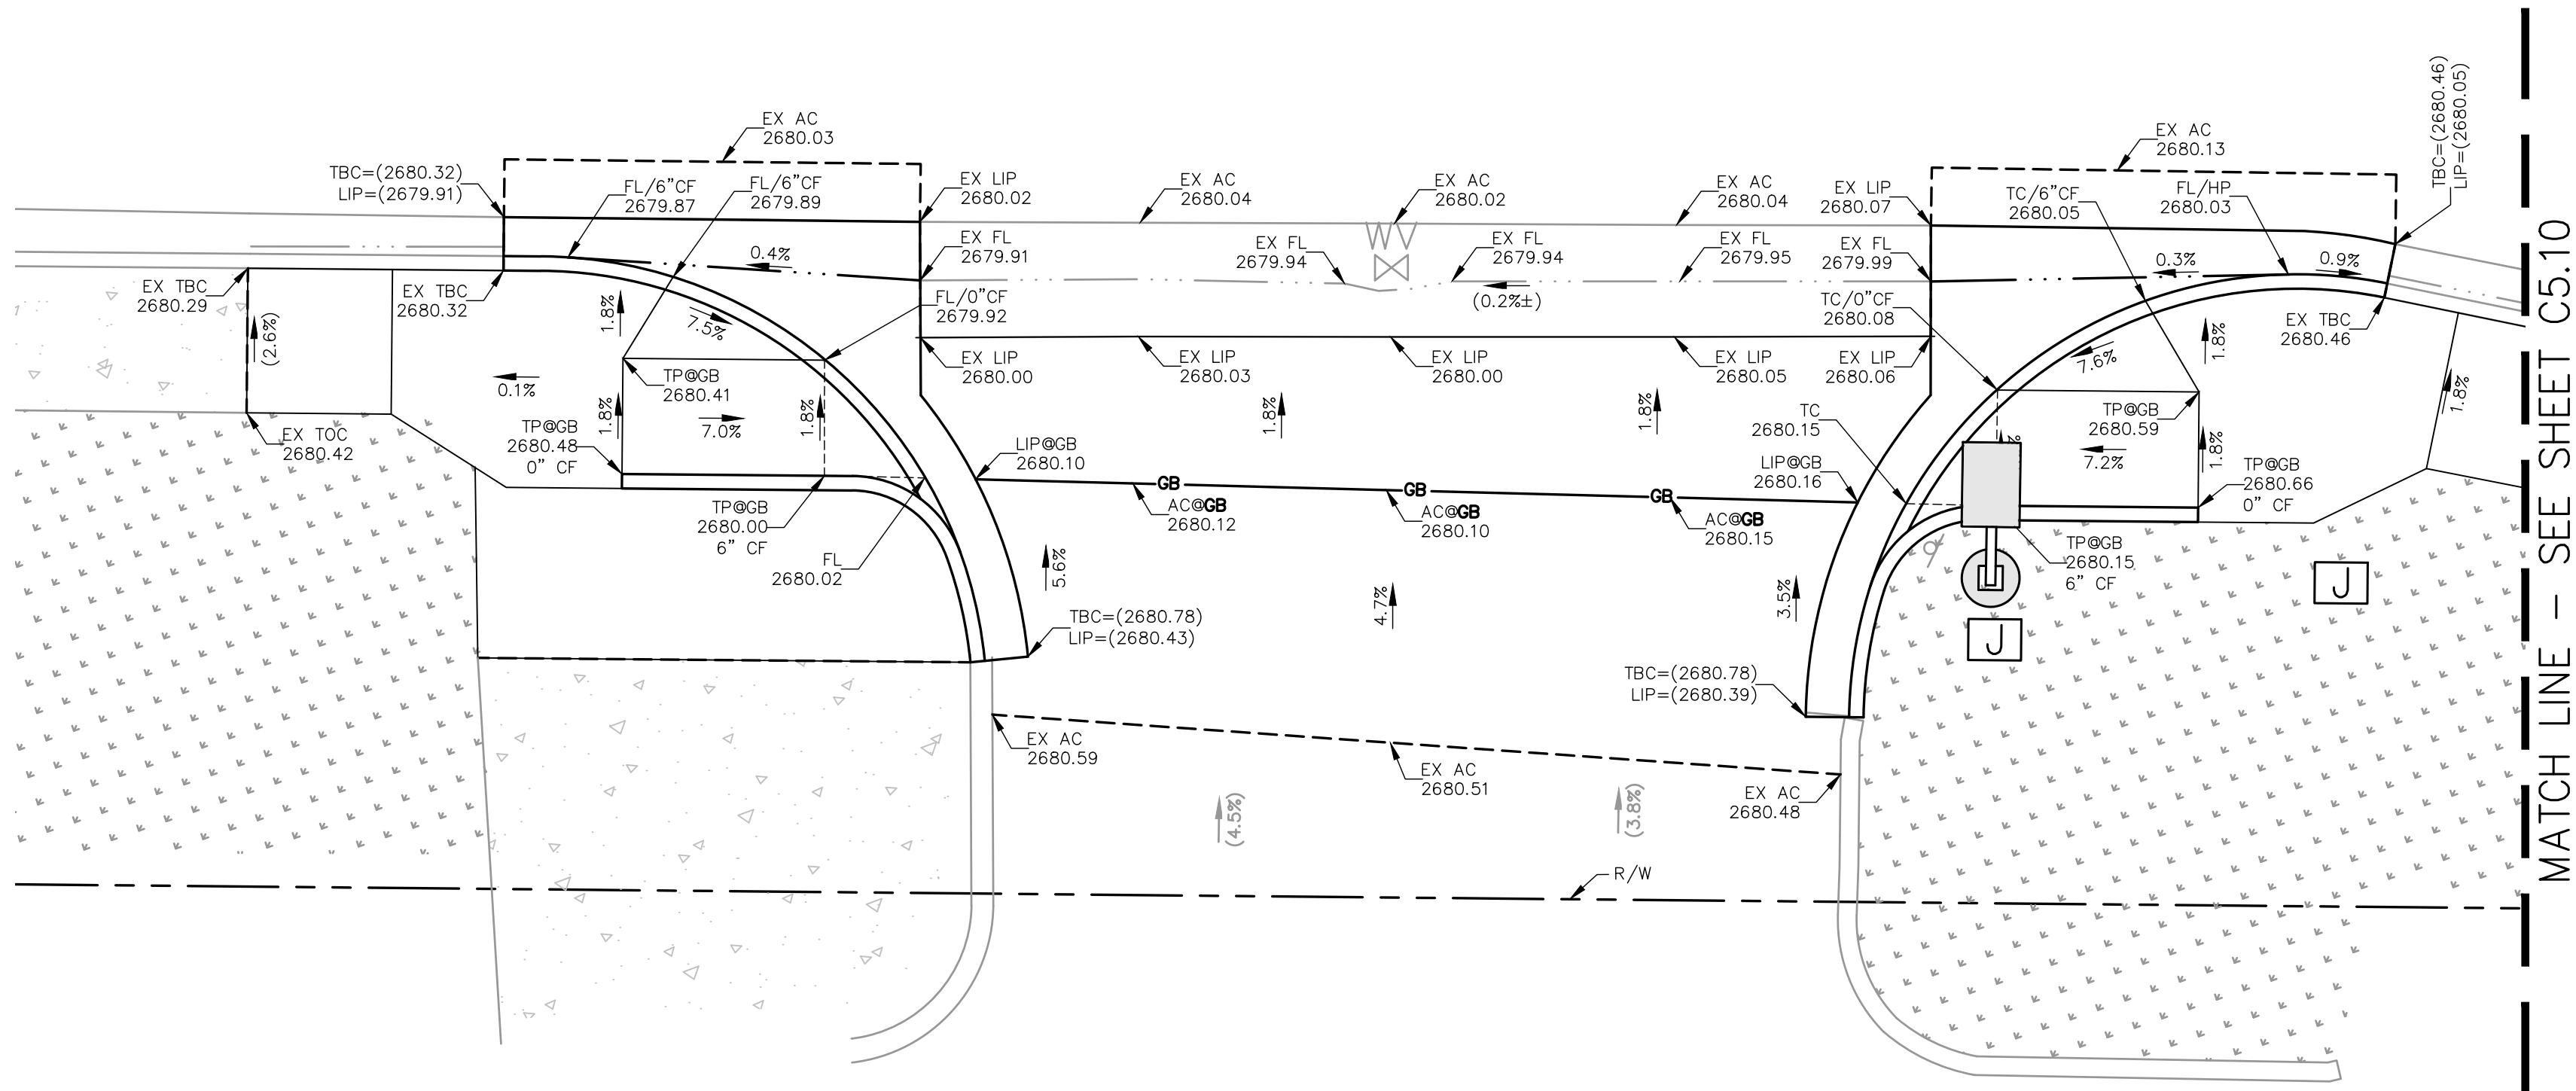 EX AC
2680.03
TBC=(2680.32)
LIP=(2679.91)
FL/6”CF
2679.87
FL/6”CF
2679.89
EX LIP
2680.02
EX AC
2680.04
EX AC
2680.02
EX AC
2680.04
EX LIP
2680.07
TC/6”CF
2680.05
FL/HP
2680.03
EX AC
2680.13
TBC=(2680.46)
LIP=(2680.05)
WV
EX TBC
2680.29
(2.6%)
EX TBC
2680.32
0.4%
EX FL
2679.91
EX FL
2679.94
EX FL
2679.94
(0.2%±)
EX FL
2679.95
EX FL
2679.99
0.3%
0.9%
1.8%
7.5%
FL/0”CF
2679.92
TC/0”CF
2680.08
7.6%
1.8%
EX TBC
2680.46
EX LIP
2680.00
EX LIP
2680.03
EX LIP
2680.00
EX LIP
2680.05
EX LIP
2680.06
0.1%
TP@GB
2680.41
1.8%
7.0%
1.8%
1.8%
1.8%
TC
2680.15
TP@GB
2680.59
7.2%
1.8%
1.8%
EX TOC
2680.42
TP@GB
2680.48
0” CF
LIP@GB
2680.10
LIP@GB
2680.16
TP@GB
2680.66
0” CF
GB
GB
GB
TP@GB
2680.00
6” CF
AC@GB
2680.12
AC@GB
2680.10
AC@GB
2680.15
TP@GB
2680.15
6” CF
FL
2680.02
5.6%
4.7%
3.5%
J
J
TBC=(2680.78)
LIP=(2680.43)
TBC=(2680.78)
LIP=(2680.39)
EX AC
2680.59
EX AC
2680.51
EX AC
2680.48
(4.5%)
(3.8%)
R/W
MATCH LINE – SEE SHEET C5.10